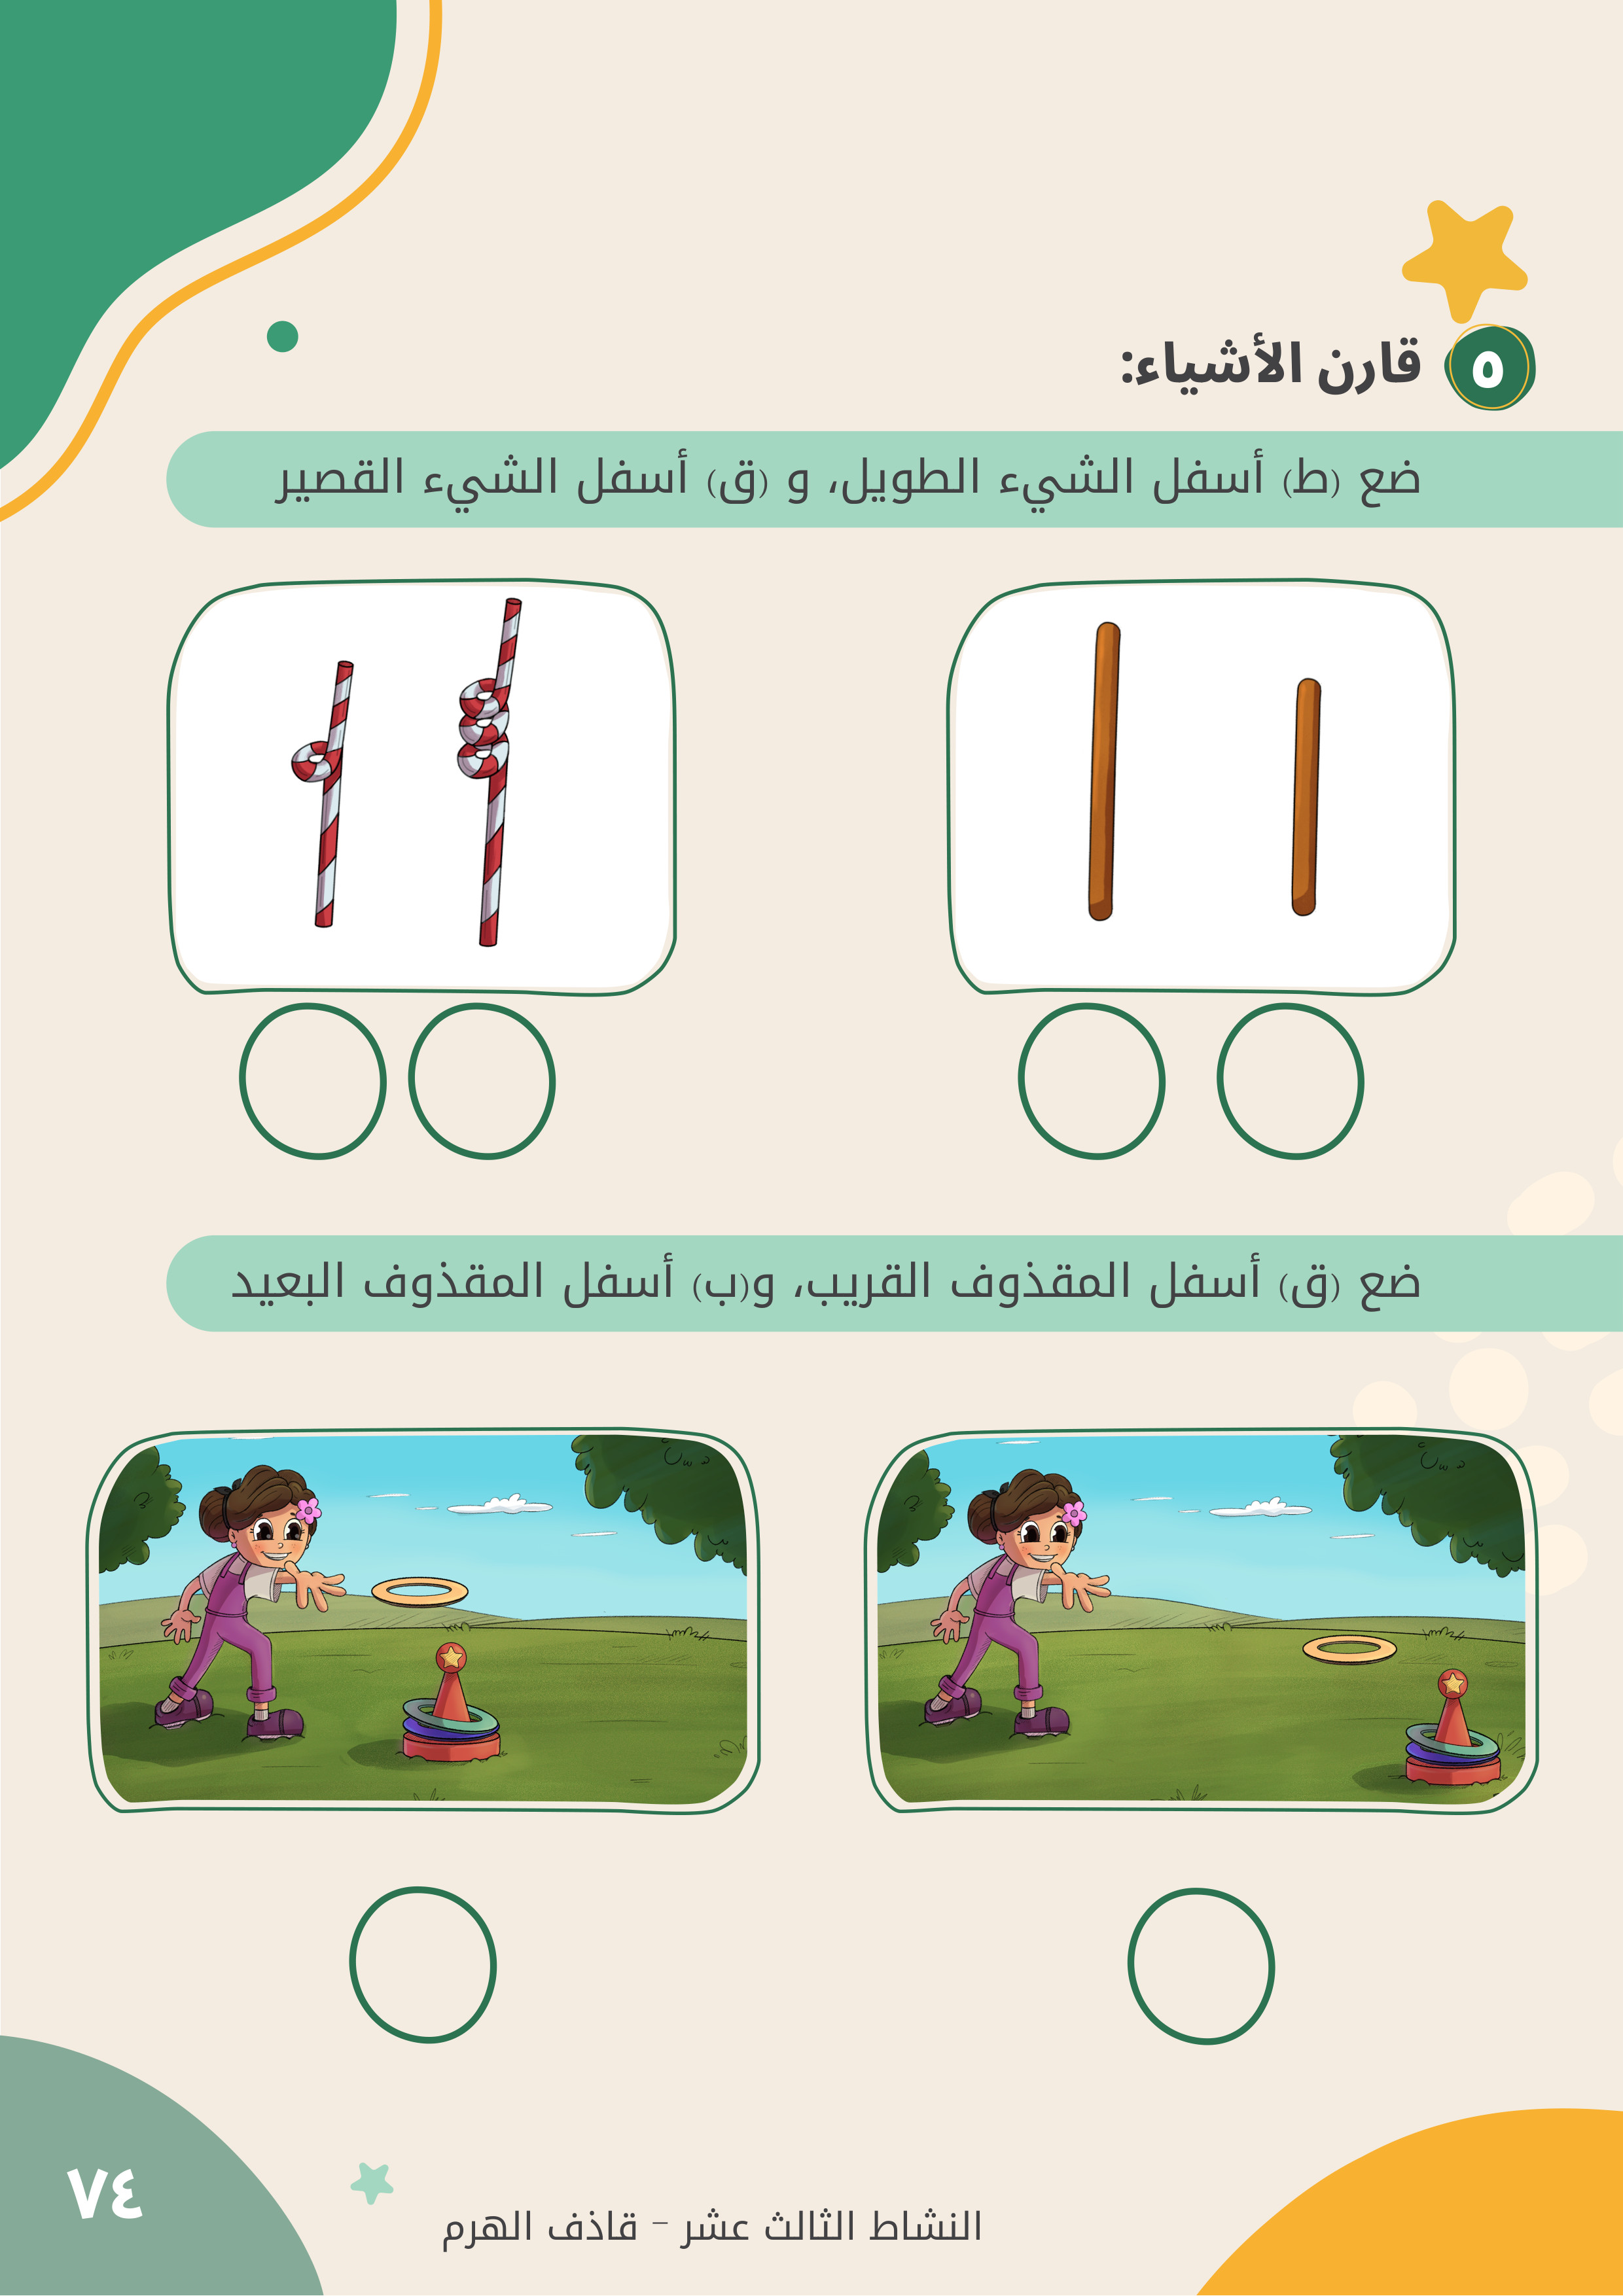 ٥ قارن الأشياء:
ضع (ط) أسفل الشيء الطويل، و (ق) أسفل الشيء القصير
ضع (ق) أسفل المقذوف القريب، و(ب) أسفل المقذوف البعيد
النشاط الثالث عشر – قاذف الهرم
٧٤